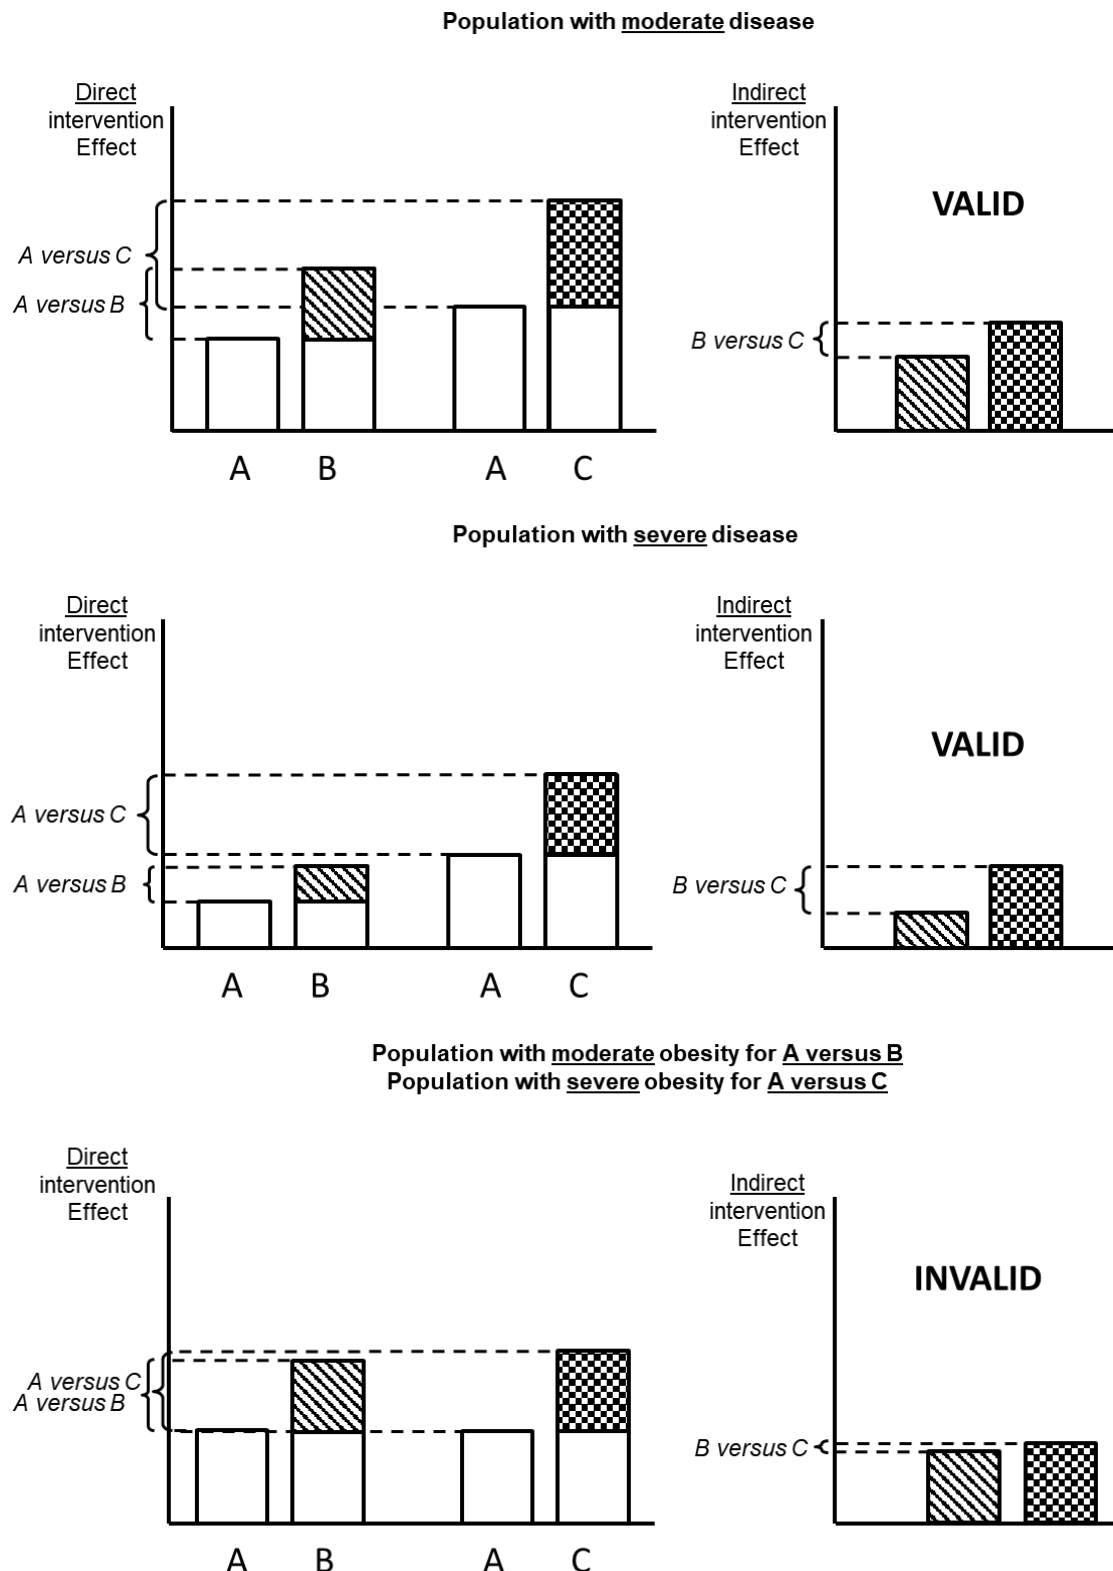 Population with moderate disease
Direct
intervention
Effect
A versus C
A versus B
A
B
A
C
Indirect
intervention
Effect
VALID
B versus C
Population with severe disease
Direct
intervention
Effect
A versus C
A versus B
A
B
A
C
Indirect
intervention
Effect
VALID
B versus C
Population with moderate obesity for A versus B
Population with severe obesity for A versus C
Direct
intervention
Effect
A versus C
A versus B
A
B
A
C
Indirect
intervention
Effect
INVALID
B versus C